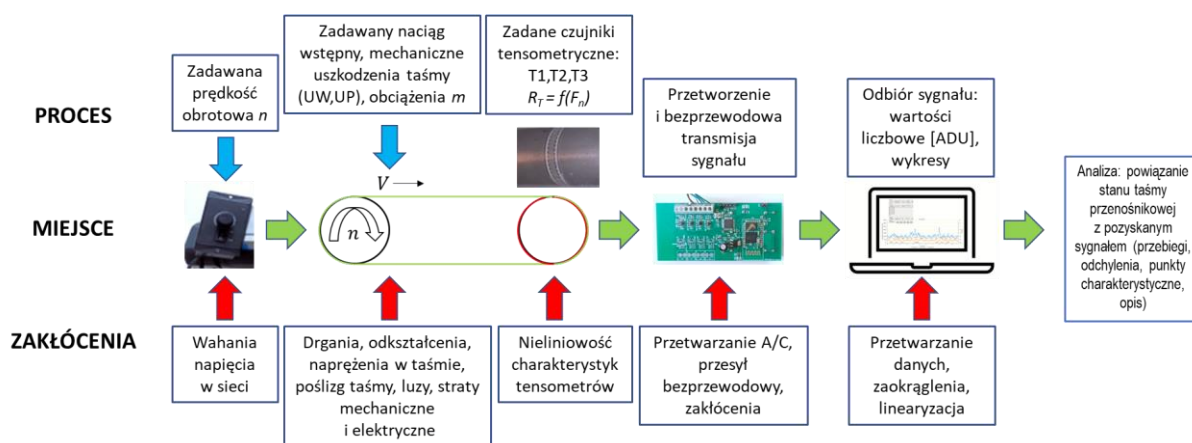 PROCES
Zadawana
prędkość
obrotowa n
Zadawany naciąg
wstępny, mechaniczne
uszkodzenia taśmy
(UW,UP), obciążenia m
Zadane czujniki
tensometryczne:
T1,T2,T3
R_T = f(F_n)
Przetworzenie
i bezprzewodowa
transmisja
sygnału
Odbiór sygnału:
wartości
liczbowe [ADU],
wykresy
MIEJSCE
V
n
Analiza: powiązanie
stanu taśmy
przenośnikowej
z pozyskanym
sygnałem (przebiegi,
odchylenia, punkty
charakterystyczne,
opis)
ZAKŁÓCENIA
Wahania
napięcia
w sieci
Drgania, odkształcenia,
naprężenia w taśmie,
poślizg taśmy, luzy, straty
mechaniczne
i elektryczne
Nieliniowość
charakterystyk
tensometrów
Przetwarzanie A/C,
przesył
bezprzewodowy,
zakłócenia
Przetwarzanie
danych,
zaokrąglenia,
linearyzacja